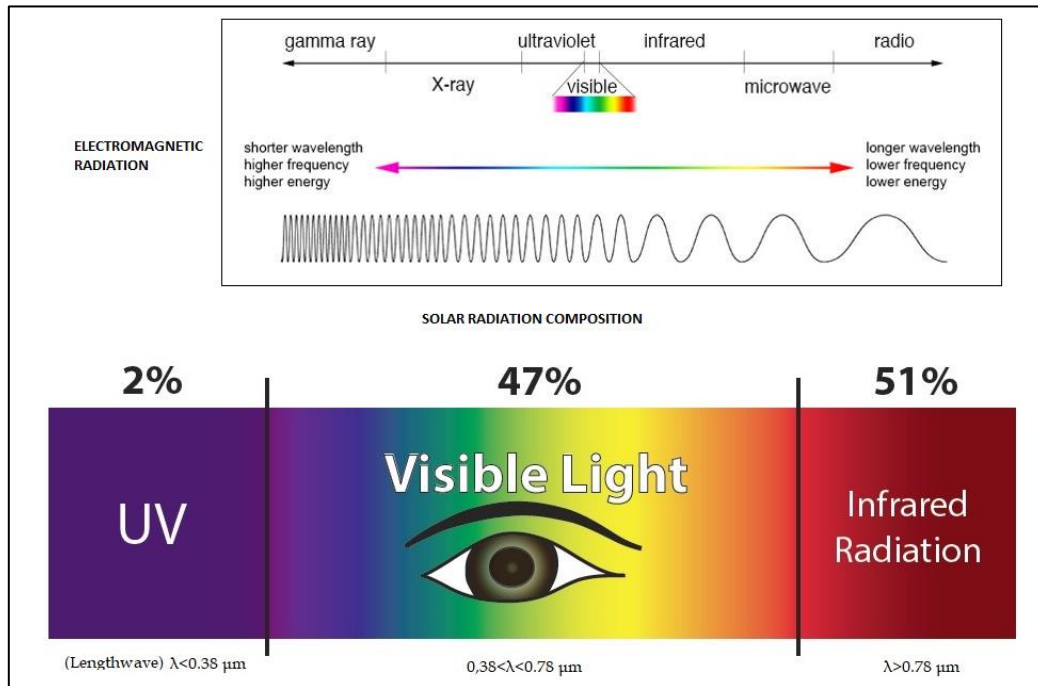 gamma ray ultraviolet infrared radio
X-ray visible microwave
ELECTROMAGNETIC
RADIATION
shorter wavelength
higher frequency
higher energy
longer wavelength
lower frequency
lower energy
SOLAR RADIATION COMPOSITION
2% 47% 51%
UV
Visible Light
Infrared
Radiation
(Lengthwave) λ<0.38 µm 0,38<λ<0.78 µm λ>0.78 µm